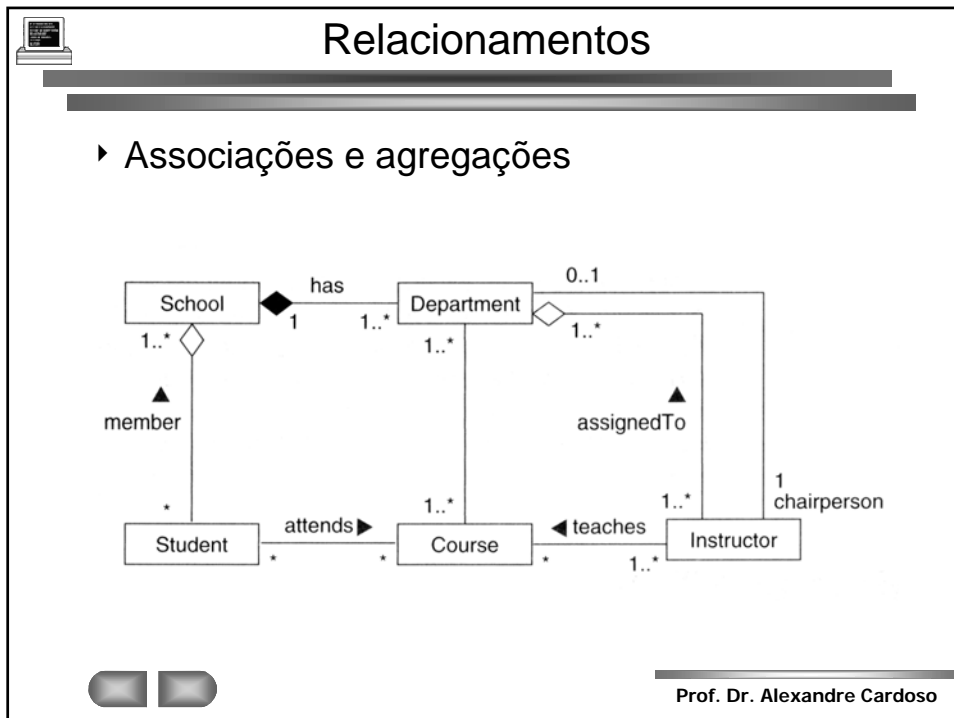 Relacionamentos
Associações e agregações
has
0..1
School
Department
1
1..*
1..*
1..*
1..*
member
assignedTo
1
chairperson
*
1..*
1..*
attends
teaches
Student
Course
Instructor
*
*
*
1..*
Prof. Dr. Alexandre Cardoso